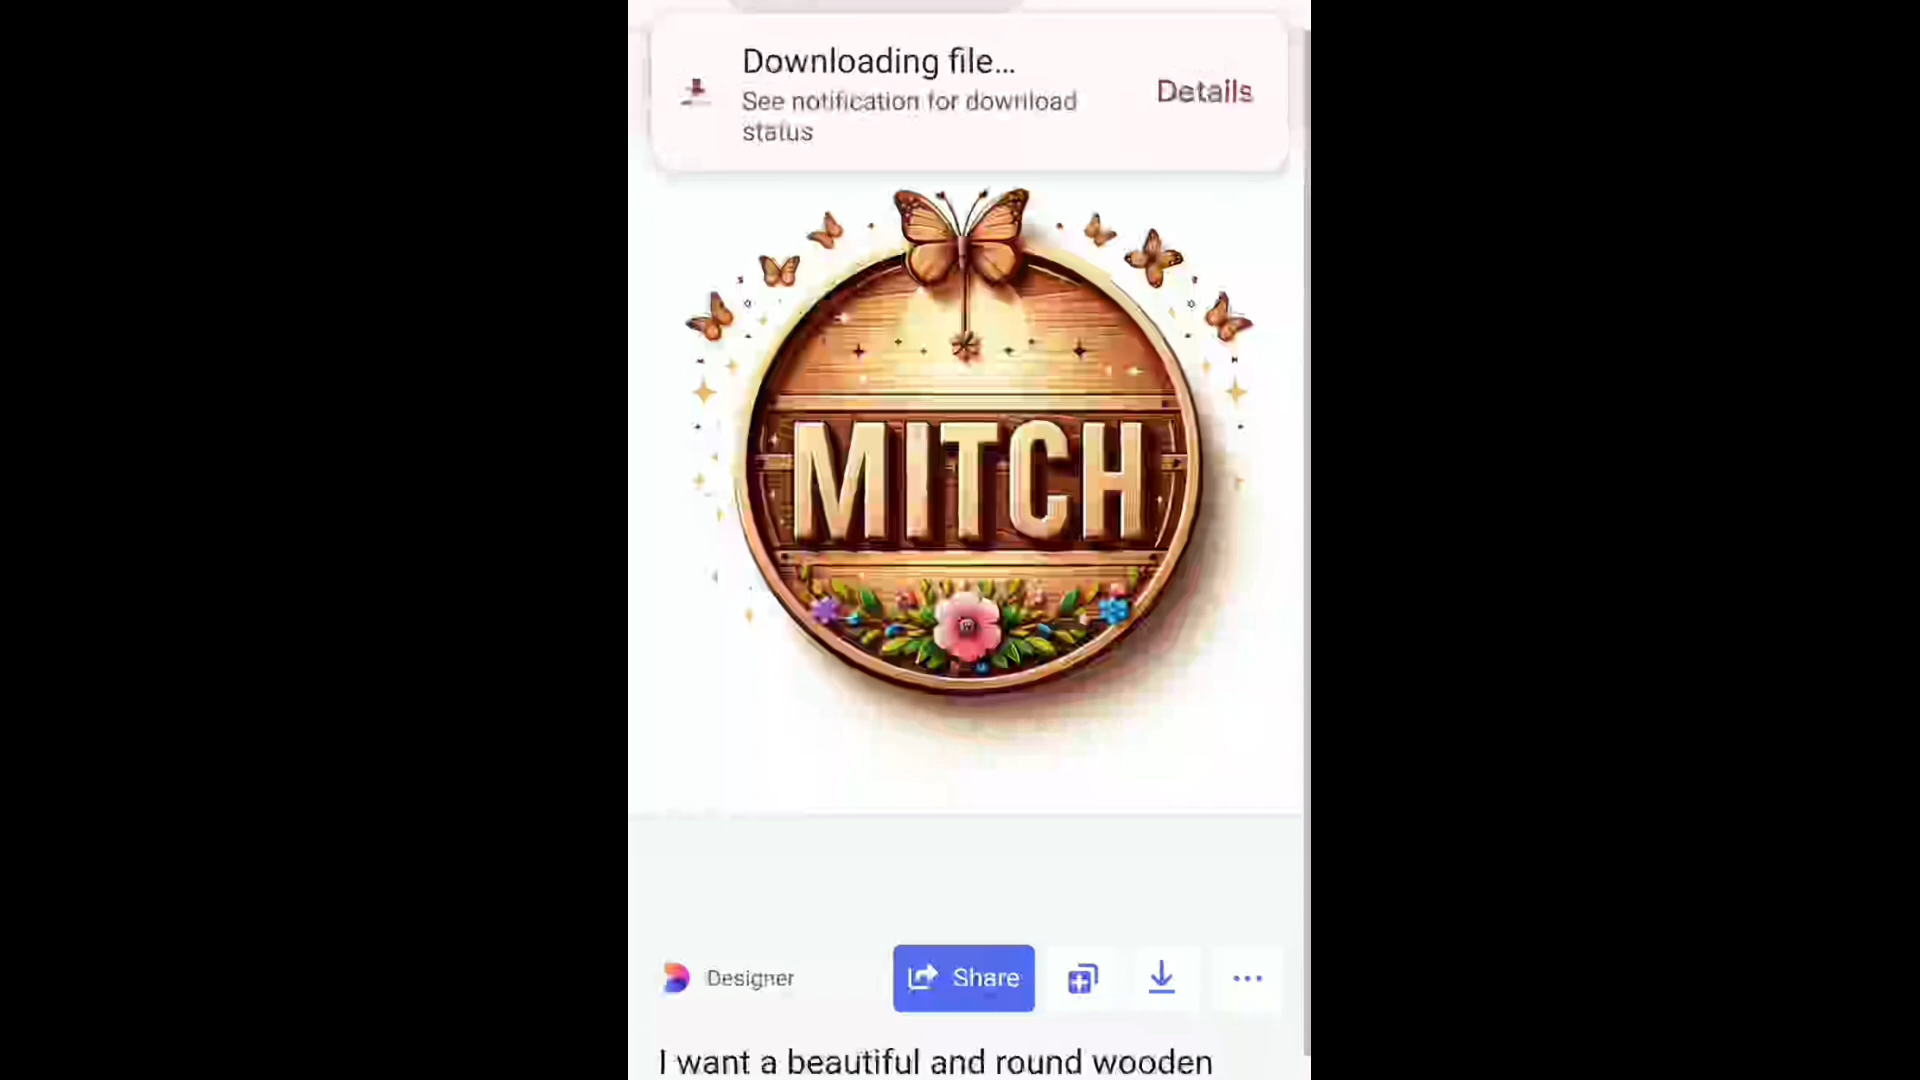 Downloading file...
See notification for download
status
Details
MITCH
Designer
Share
I want a beautiful and round wooden